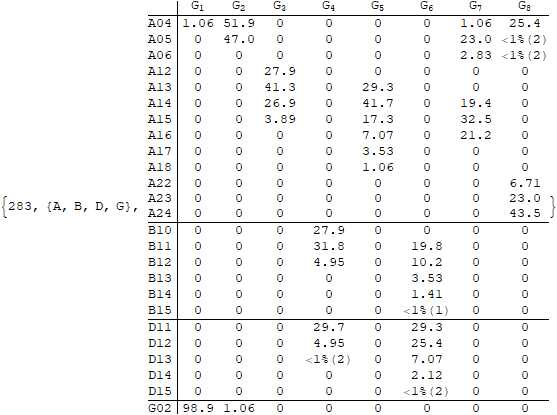 G1 G2 G3 G4 G5 G6 G7 G8
A04 1.06 51.9 0 0 0 0 1.06 25.4
A05 0 47.0 0 0 0 0 23.0 <1%(2)
A06 0 0 0 0 0 0 2.83 <1%(2)
A12 0 0 27.9 0 0 0 0 0
A13 0 0 41.3 0 29.3 0 0 0
A14 0 0 26.9 0 41.7 0 19.4 0
A15 0 0 3.89 0 17.3 0 32.5 0
A16 0 0 0 0 7.07 0 21.2 0
A17 0 0 0 0 3.53 0 0 0
A18 0 0 0 0 1.06 0 0 0
A22 0 0 0 0 0 0 0 6.71
{283, {A, B, D, G}, A23 0 0 0 0 0 0 0 23.0 }
A24 0 0 0 0 0 0 0 43.5
B10 0 0 0 27.9 0 0 0 0
B11 0 0 0 31.8 0 19.8 0 0
B12 0 0 0 4.95 0 10.2 0 0
B13 0 0 0 0 0 3.53 0 0
B14 0 0 0 0 0 1.41 0 0
B15 0 0 0 0 0 <1%(1) 0 0
D11 0 0 0 29.7 0 29.3 0 0
D12 0 0 0 4.95 0 25.4 0 0
D13 0 0 0 <1%(2) 0 7.07 0 0
D14 0 0 0 0 0 2.12 0 0
D15 0 0 0 0 0 <1%(2) 0 0
G02 98.9 1.06 0 0 0 0 0 0